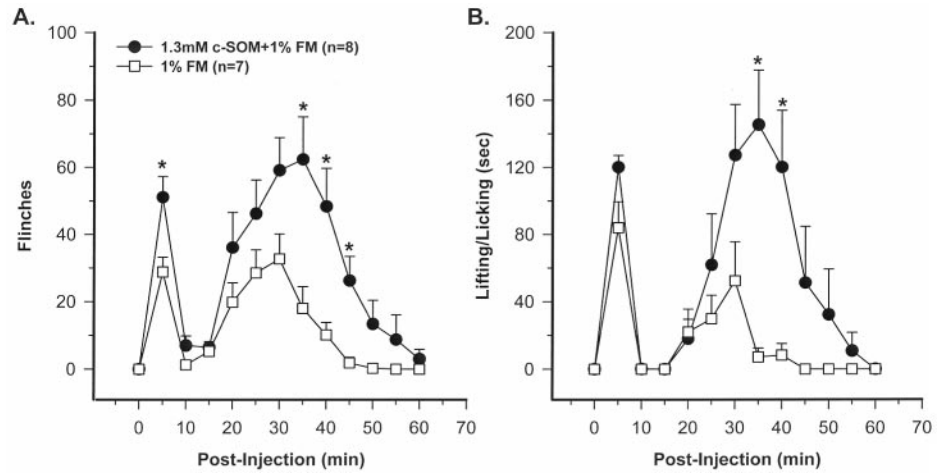 A.
100
80
60
40
20
0
Flinches
1.3mM c-SOM+1% FM (n=8)
1% FM (n=7)
*
*
*
*
0 10 20 30 40 50 60 70
Post-Injection (min)
B.
200
160
120
80
40
0
Lifting/Licking (sec)
*
*
0 10 20 30 40 50 60 70
Post-Injection (min)